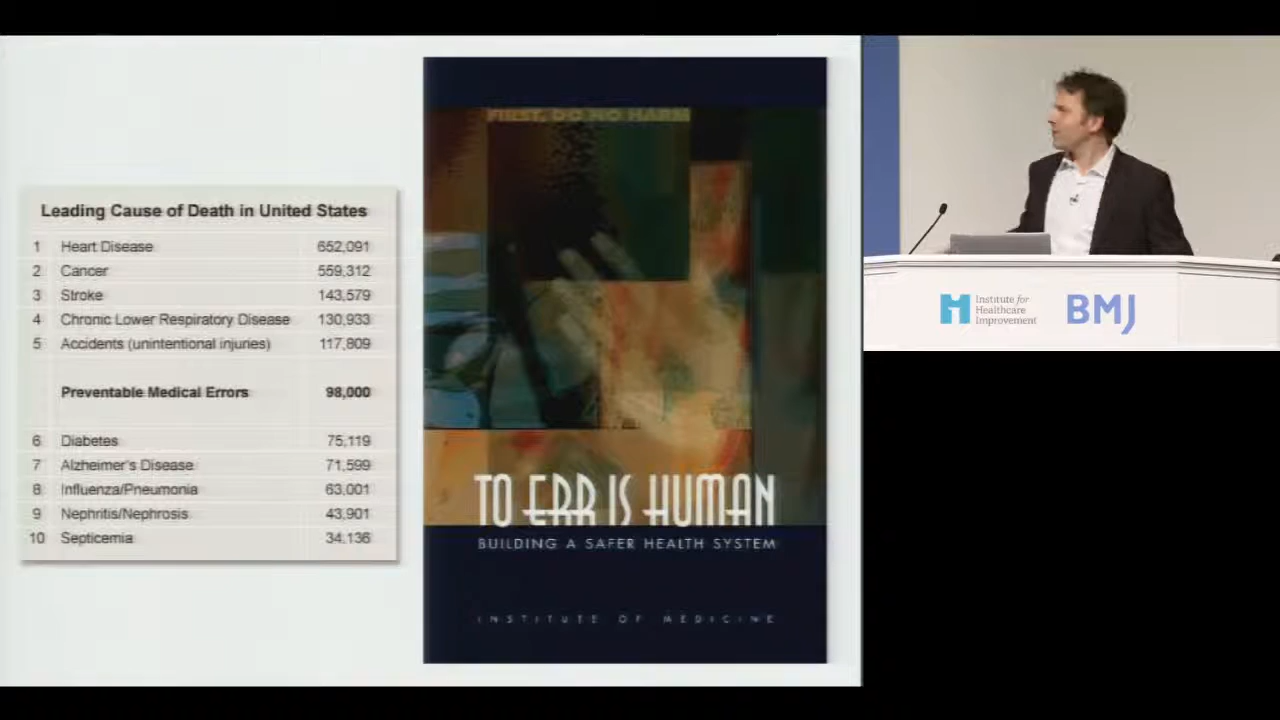 Leading Cause of Death in United States
1 Heart Disease 652,091
2 Cancer 559,312
3 Stroke 143,579
4 Chronic Lower Respiratory Disease 130,933
5 Accidents (unintentional injuries) 117,809
Preventable Medical Errors 98,000
6 Diabetes 75,119
7 Alzheimer's Disease 71,599
8 Influenza/Pneumonia 63,001
9 Nephritis/Nephrosis 43,901
10 Septicemia 34,136
FIRST, DO NO HARM
TO ERR IS HUMAN
BUILDING A SAFER HEALTH SYSTEM
INSTITUTE OF MEDICINE
Institute for
Healthcare
Improvement
BMJ